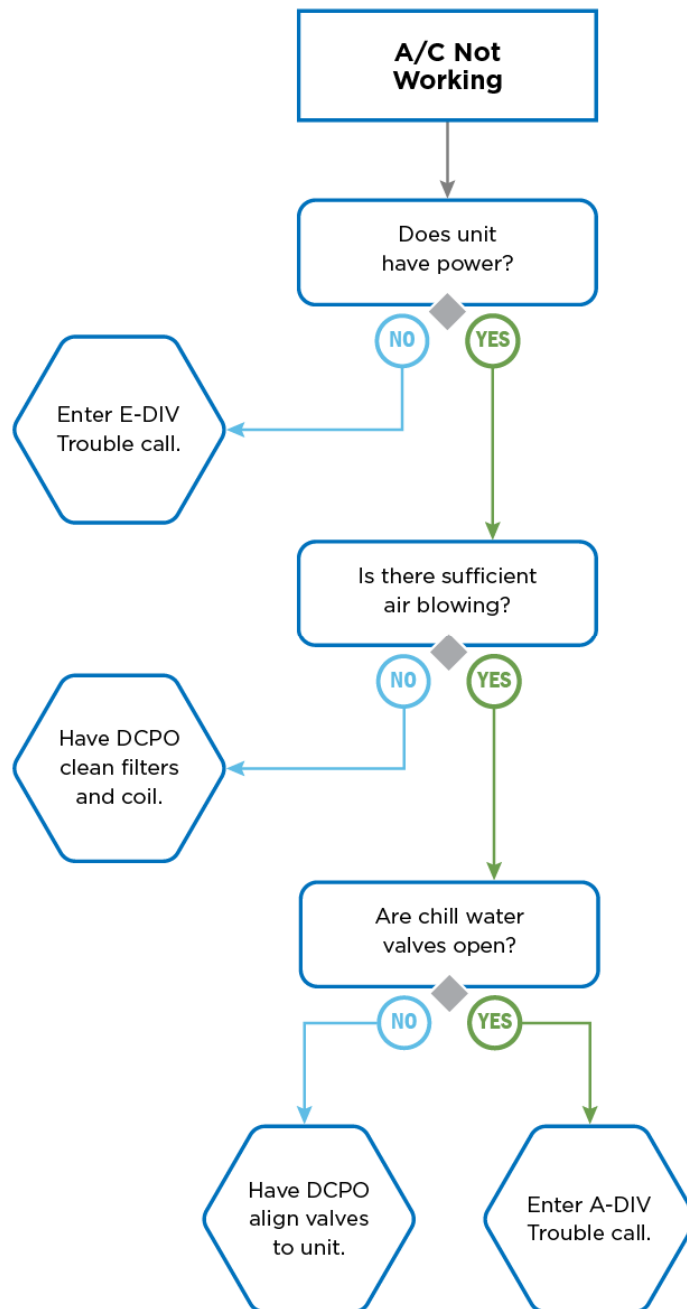 A/C Not
Working
Does unit
have power?
NO
YES
Enter E-DIV
Trouble call.
Is there sufficient
air blowing?
NO
YES
Have DCPO
clean filters
and coil.
Are chill water
valves open?
NO
YES
Have DCPO
align valves
to unit.
Enter A-DIV
Trouble call.